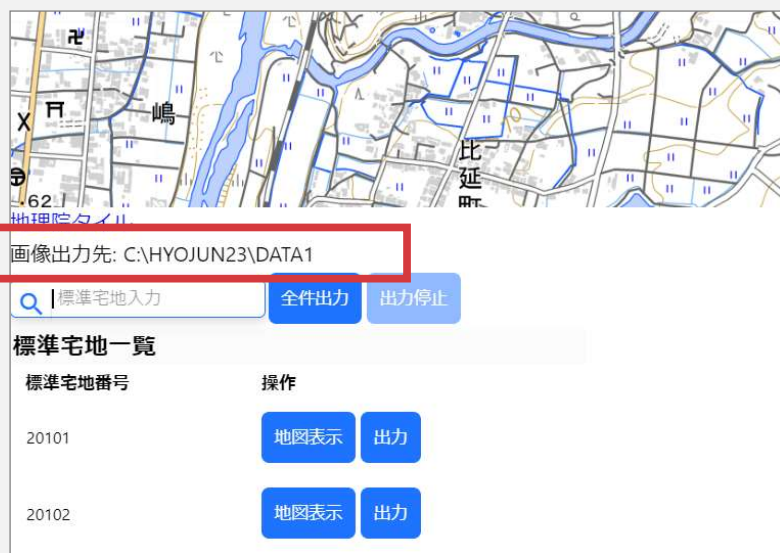 嶋
比延町
.62
地理院タイル
画像出力先: C:\HYOJUN23\DATA1
標準宅地入力 全件出力 出力停止
標準宅地一覧
標準宅地番号 操作
20101 地図表示 出力
20102 地図表示 出力